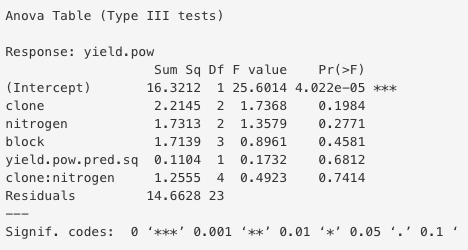 Anova Table (Type III tests)
Response: yield.pow
Sum Sq Df F value Pr(>F)
(Intercept) 16.3212 1 25.6014 4.022e-05 ***
clone 2.2145 2 1.7368 0.1984
nitrogen 1.7313 2 1.3579 0.2771
block 1.7139 3 0.8961 0.4581
yield.pow.pred.sq 0.1104 1 0.1732 0.6812
clone:nitrogen 1.2555 4 0.4923 0.7414
Residuals 14.6628 23
---
Signif. codes: 0 ‘***’ 0.001 ‘**’ 0.01 ‘*’ 0.05 ‘.’ 0.1 ‘